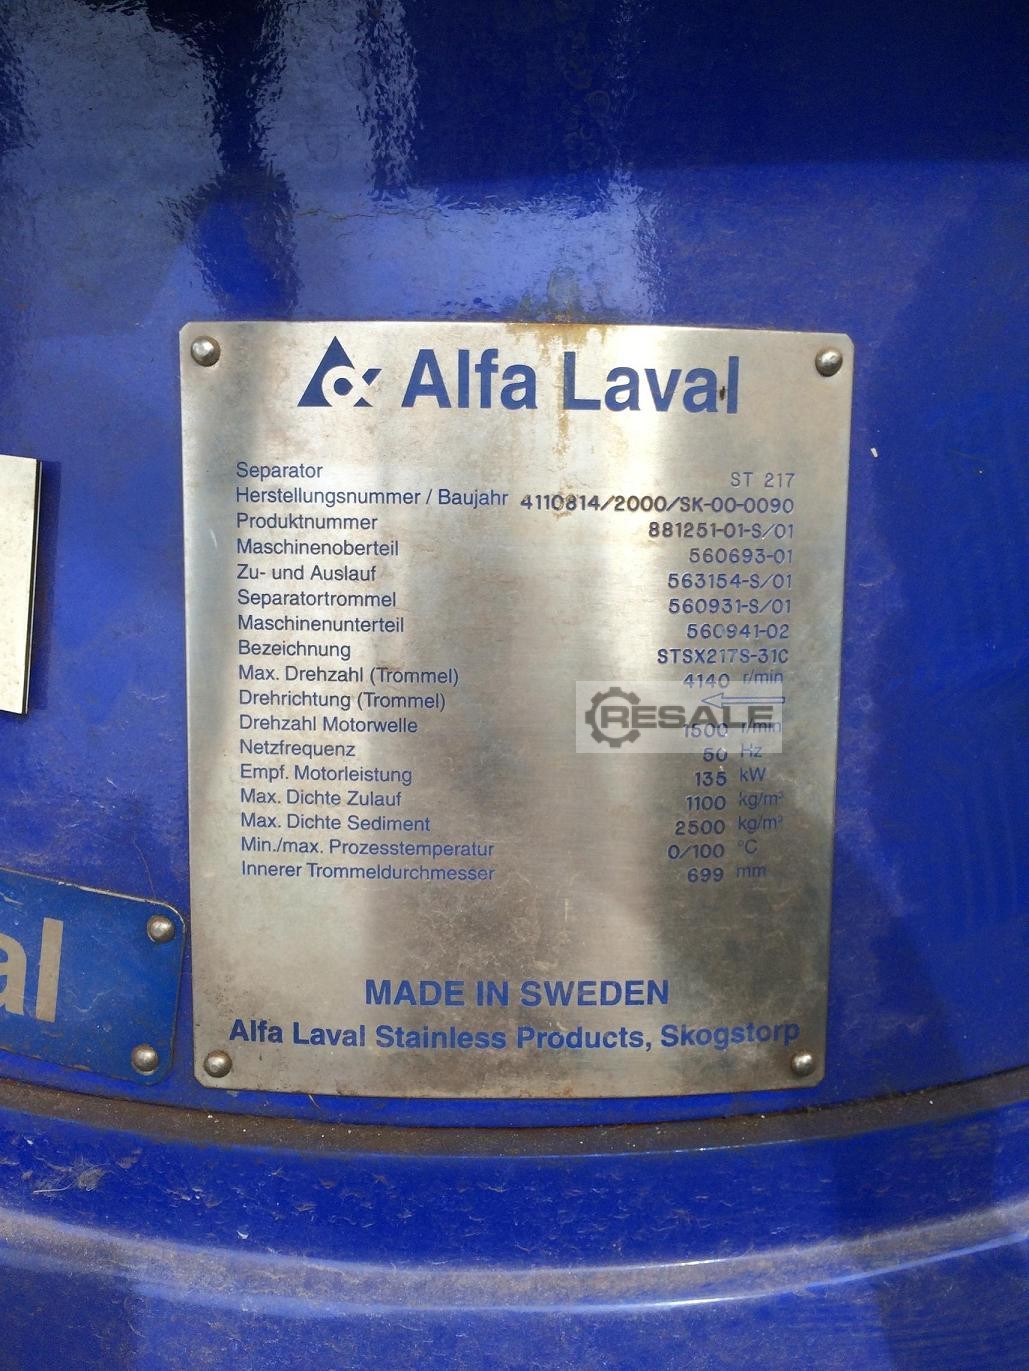 Alfa Laval
Separator ST 217
Herstellungsnummer / Baujahr 4110814/2000/SK-00-0090
Produktnummer 881251-01-S/01
Maschinenoberteil 560693-01
Zu- und Auslauf 563154-S/01
Separatortrommel 560931-S/01
Maschinenunterteil 560941-02
Bezeichnung STSX217S-31C
Max. Drehzahl (Trommel) 4140 r/min
Drehrichtung (Trommel)
Drehzahl Motorwelle 1500 r/min
Netzfrequenz 50 Hz
Empf. Motorleistung 135 kW
Max. Dichte Zulauf 1100 kg/m³
Max. Dichte Sediment 2500 kg/m³
Min./max. Prozesstemperatur 0/100 °C
Innerer Trommeldurchmesser 699 mm
RESALE
al
MADE IN SWEDEN
Alfa Laval Stainless Products, Skogstorp